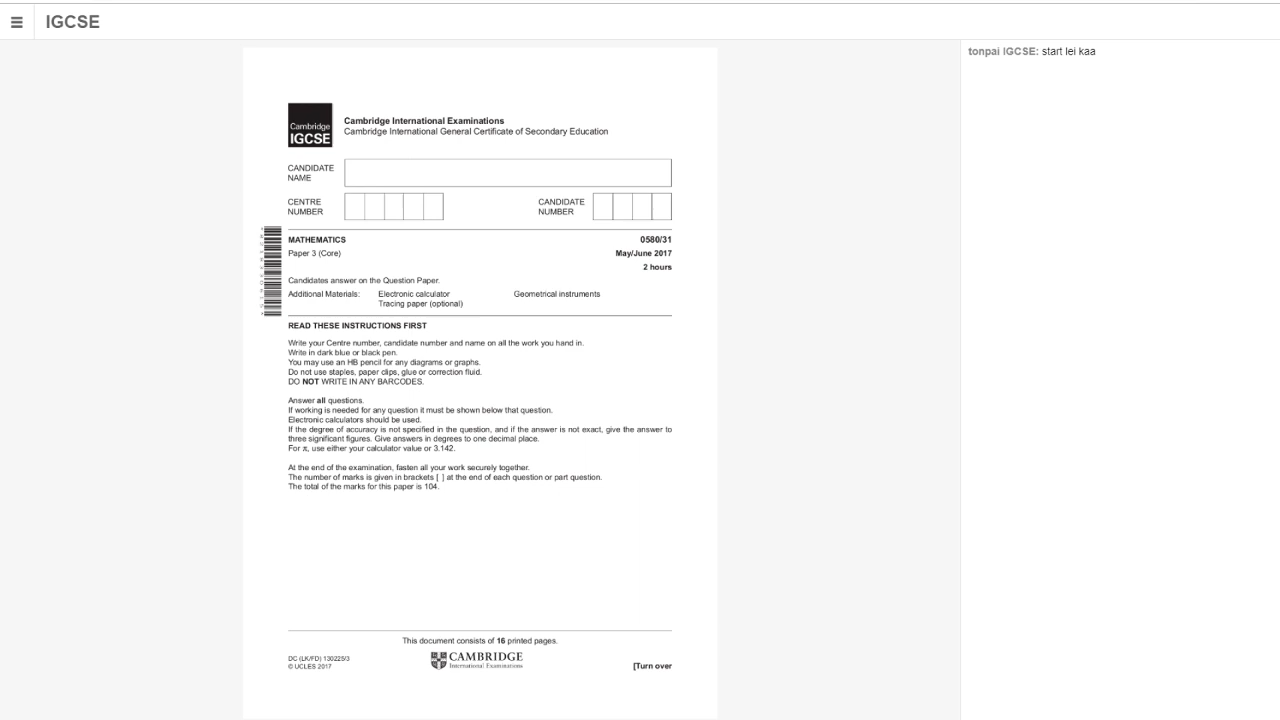 IGCSE
tonpai IGCSE: start lei kaa
Cambridge
IGCSE
Cambridge International Examinations
Cambridge International General Certificate of Secondary Education
CANDIDATE
NAME
CENTRE
NUMBER
CANDIDATE
NUMBER
MATHEMATICS 0580/31
Paper 3 (Core) May/June 2017
2 hours
Candidates answer on the Question Paper.
Additional Materials: Electronic calculator Geometrical instruments
Tracing paper (optional)
READ THESE INSTRUCTIONS FIRST
Write your Centre number, candidate number and name on all the work you hand in.
Write in dark blue or black pen.
You may use an HB pencil for any diagrams or graphs.
Do not use staples, paper clips, glue or correction fluid.
DO NOT WRITE IN ANY BARCODES.
Answer all questions.
If working is needed for any question it must be shown below that question.
Electronic calculators should be used.
If the degree of accuracy is not specified in the question, and if the answer is not exact, give the answer to
three significant figures. Give answers in degrees to one decimal place.
For π, use either your calculator value or 3.142.
At the end of the examination, fasten all your work securely together.
The number of marks is given in brackets [ ] at the end of each question or part question.
The total of the marks for this paper is 104.
This document consists of 16 printed pages.
DC (LK/FD) 130225/3
© UCLES 2017
CAMBRIDGE
International Examinations
[Turn over